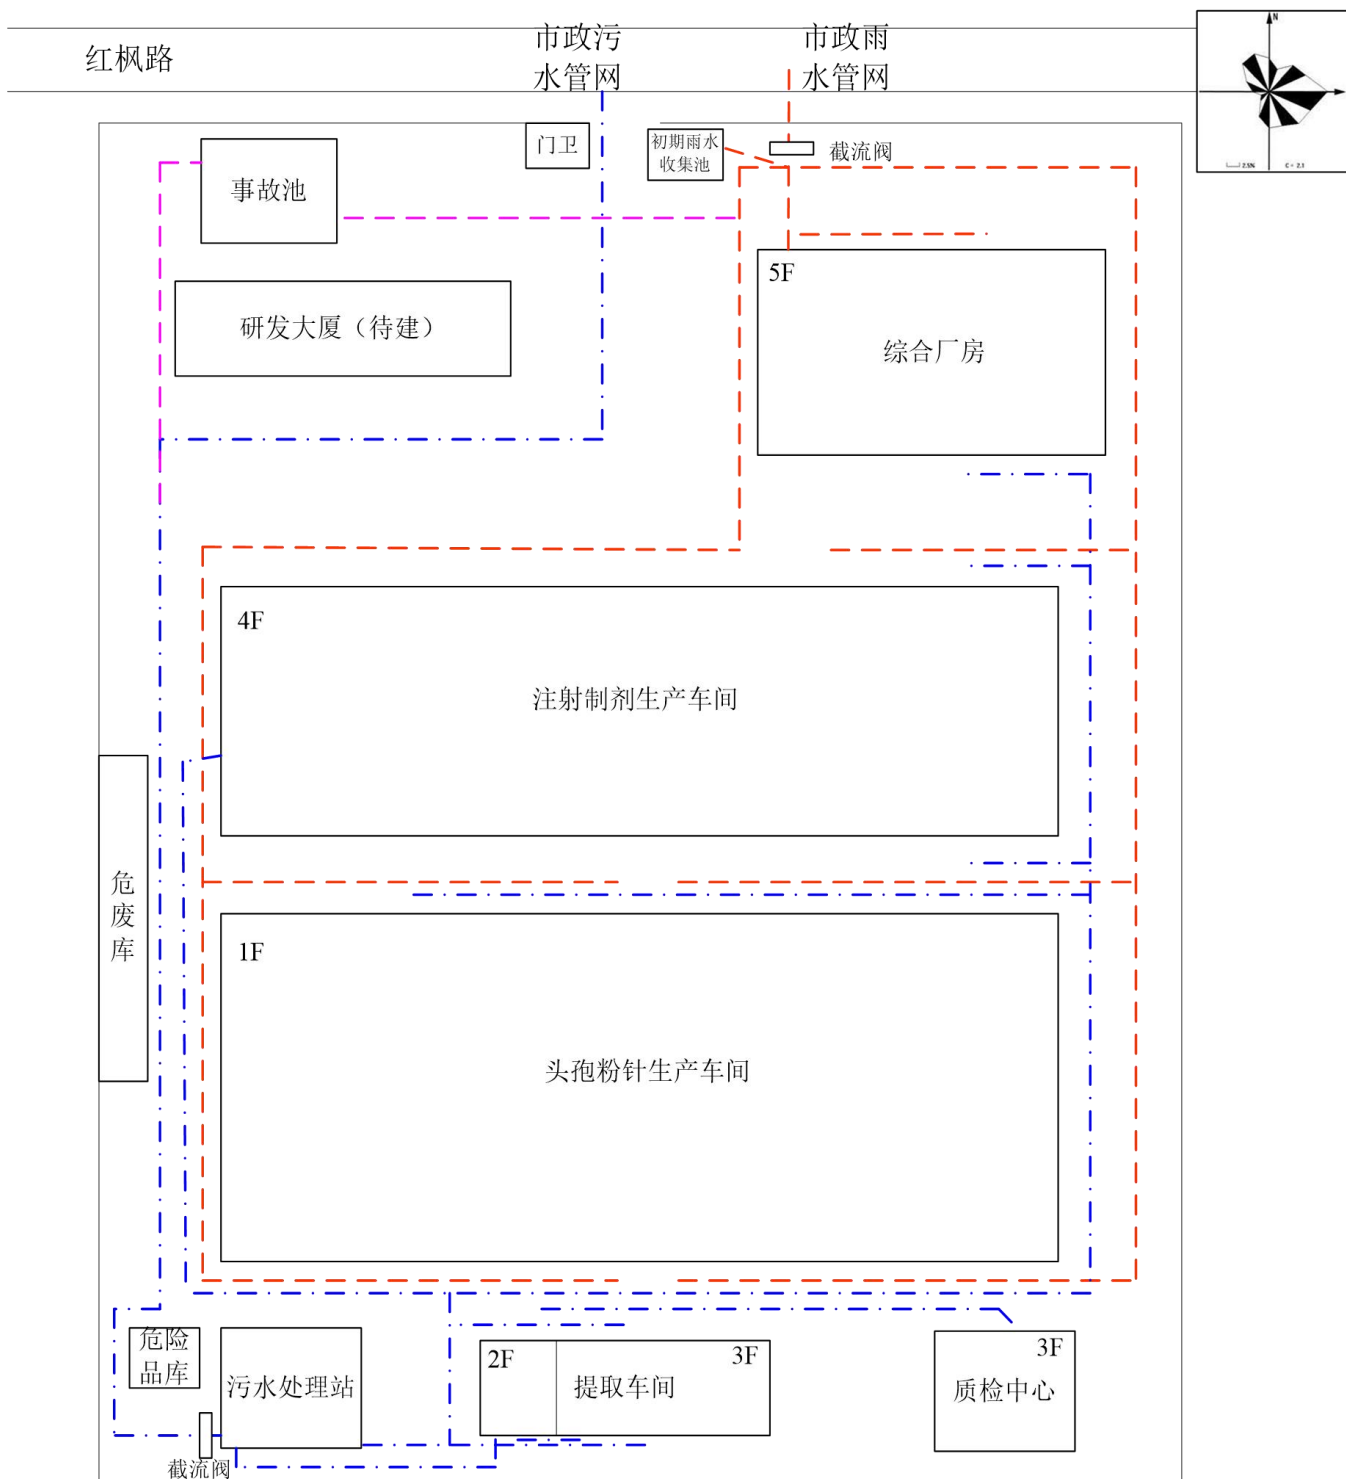 红枫路
市政污
水管网
市政雨
水管网
N
2.5%
C = 2.1
门卫
初期雨水
收集池
截流阀
事故池
研发大厦（待建）
5F
综合厂房
4F
注射制剂生产车间
危
废
库
1F
头孢粉针生产车间
危险
品库
污水处理站
截流阀
2F
3F
提取车间
3F
质检中心